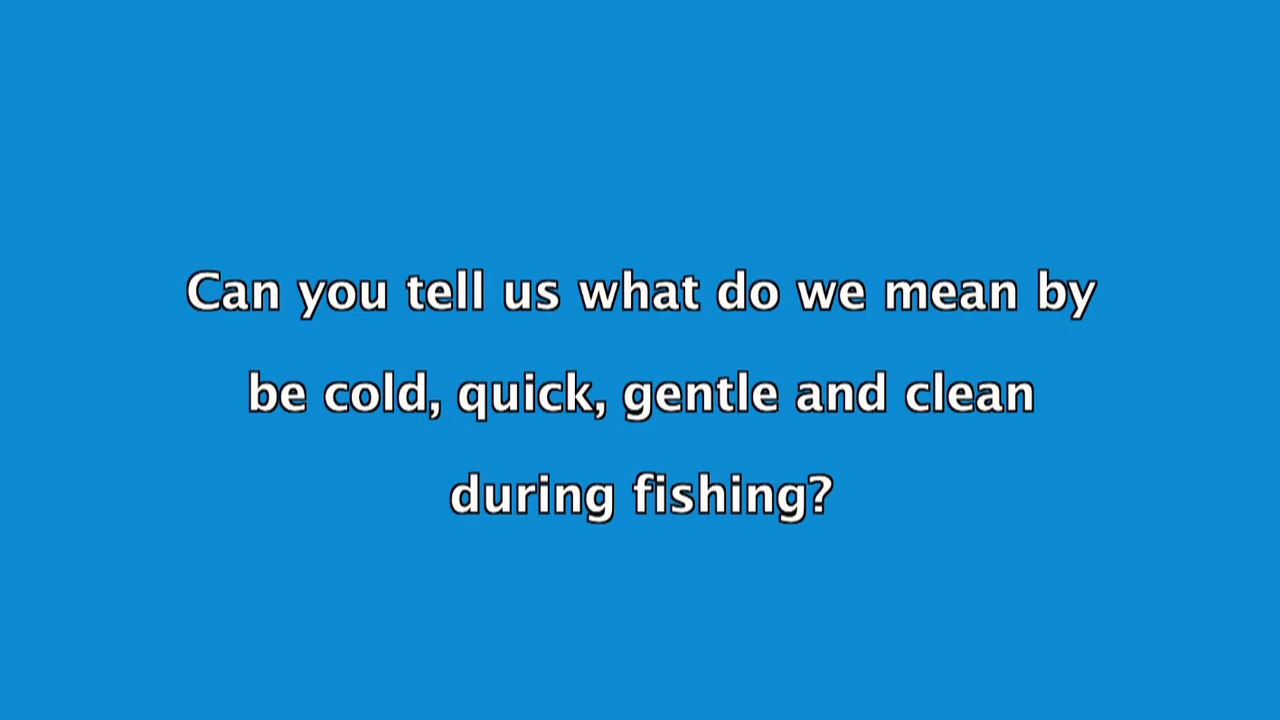 Can you tell us what do we mean by
be cold, quick, gentle and clean
during fishing?